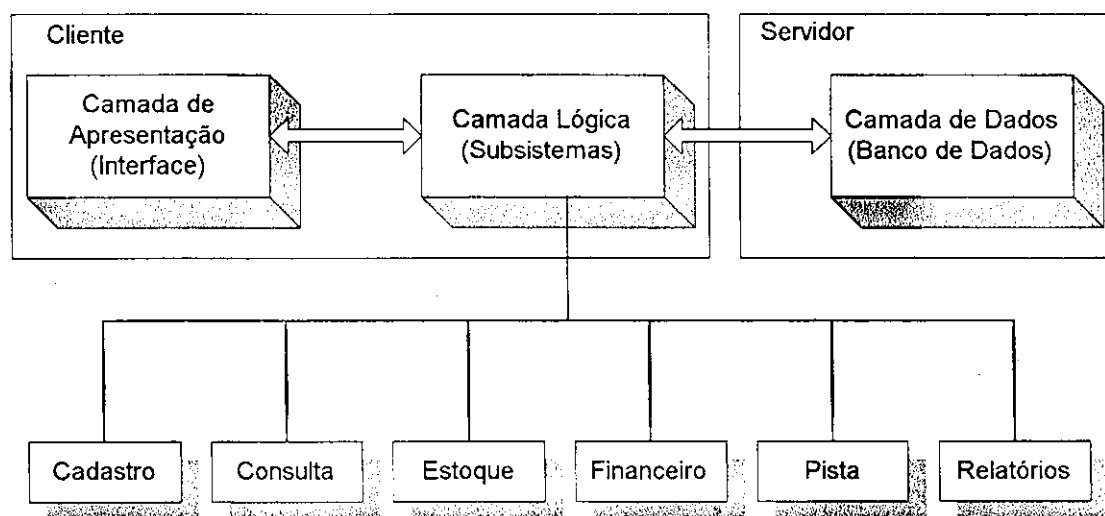 Cliente
Servidor
Camada de
Apresentação
(Interface)
Camada Lógica
(Subsistemas)
Camada de Dados
(Banco de Dados)
Cadastro
Consulta
Estoque
Financeiro
Pista
Relatórios